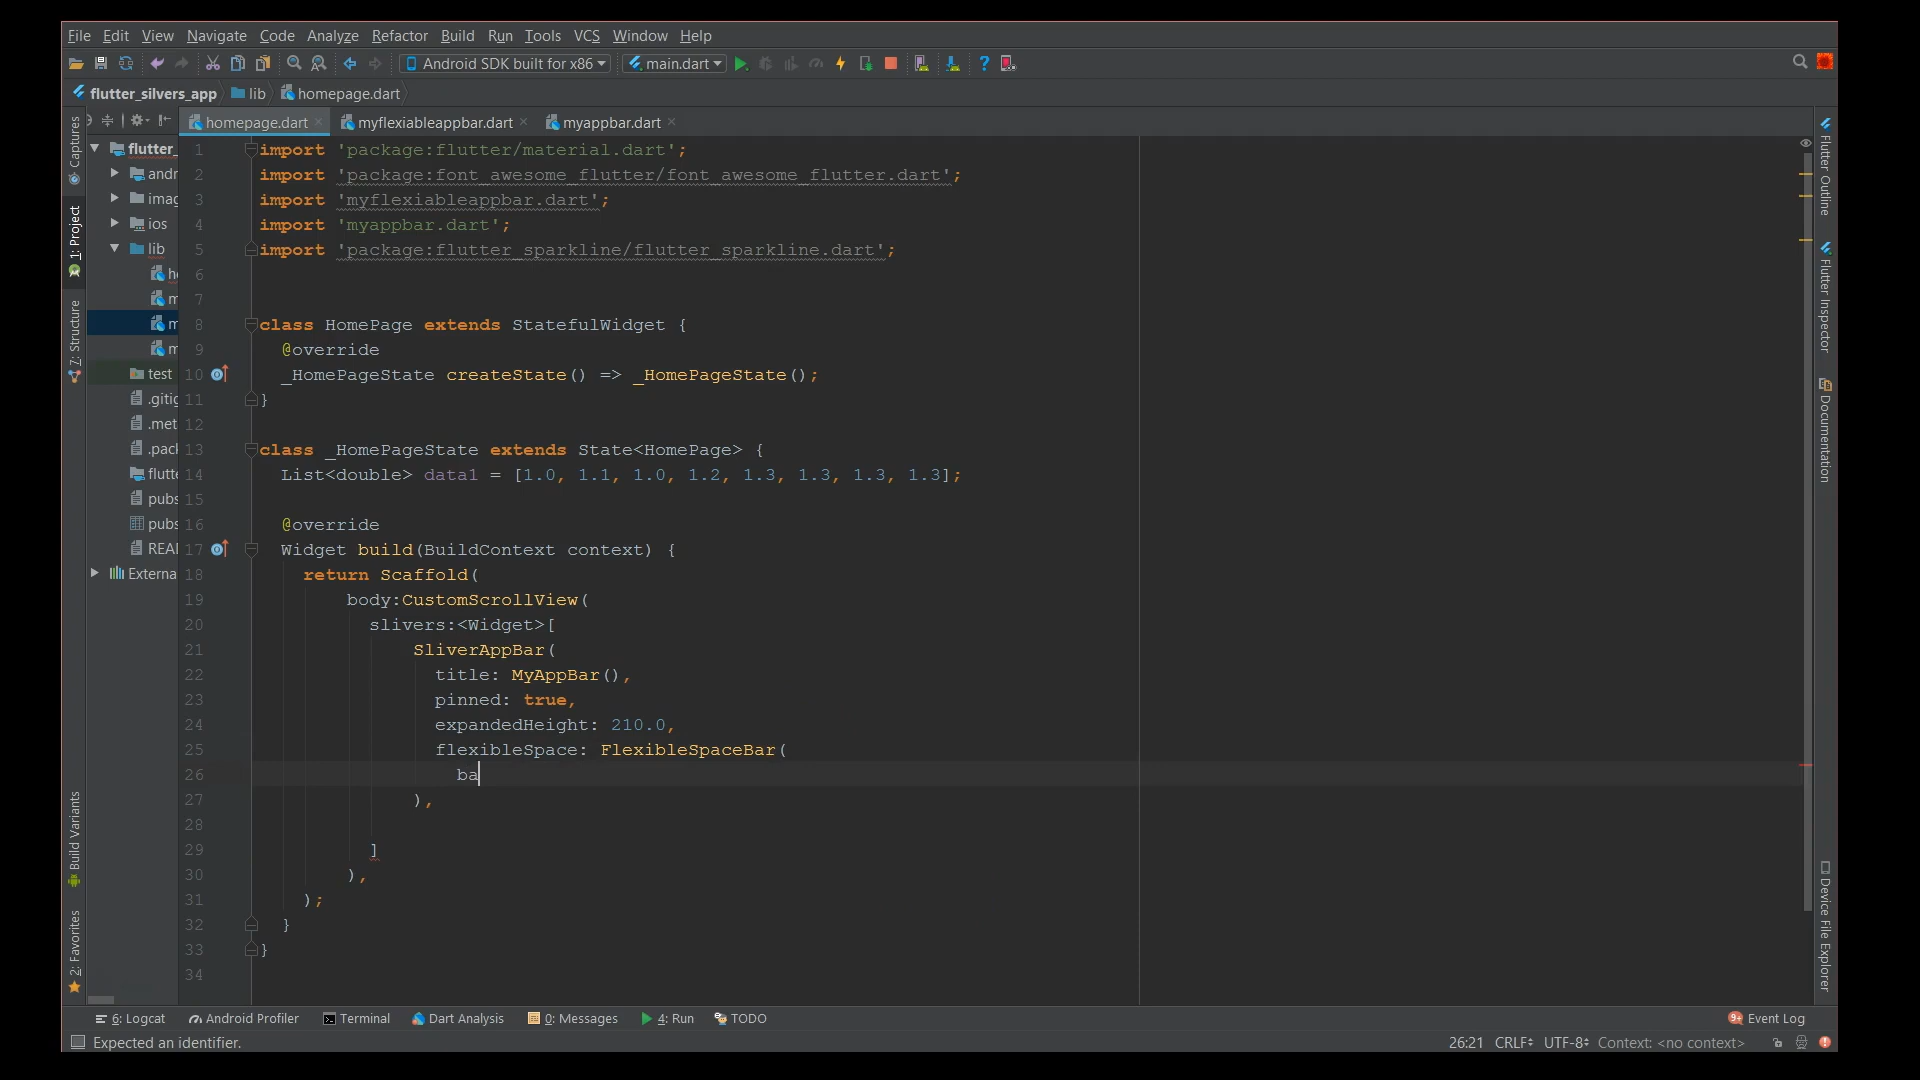 File Edit View Navigate Code Analyze Refactor Build Run Tools VCS Window Help
Android SDK built for x86 main.dart
flutter_silvers_app lib homepage.dart
homepage.dart myflexiableappbar.dart myappbar.dart
Captures
1: Project
7: Structure
Build Variants
2: Favorites
flutter_
andr
imag
ios
lib
test
.gitig
.met
.pack
flutte
pubs
pubs
REA
Externa
1 import 'package:flutter/material.dart';
2 import 'package:font_awesome_flutter/font_awesome_flutter.dart';
3 import 'myflexiableappbar.dart';
4 import 'myappbar.dart';
5 import 'package:flutter_sparkline/flutter_sparkline.dart';
6
7
8 class HomePage extends StatefulWidget {
9 @override
10 _HomePageState createState() => _HomePageState();
11 }
12
13 class _HomePageState extends State<HomePage> {
14 List<double> data1 = [1.0, 1.1, 1.0, 1.2, 1.3, 1.3, 1.3, 1.3];
15
16 @override
17 Widget build(BuildContext context) {
18 return Scaffold(
19 body:CustomScrollView(
20 slivers:<Widget>[
21 SliverAppBar(
22 title: MyAppBar(),
23 pinned: true,
24 expandedHeight: 210.0,
25 flexibleSpace: FlexibleSpaceBar(
26 ba
27 ),
28
29 ]
30 ),
31 );
32 }
33 }
34
Flutter Outline
Flutter Inspector
Documentation
Device File Explorer
6: Logcat Android Profiler Terminal Dart Analysis 0: Messages 4: Run TODO 9+ Event Log
Expected an identifier. 26:21 CRLF UTF-8 Context: <no context>